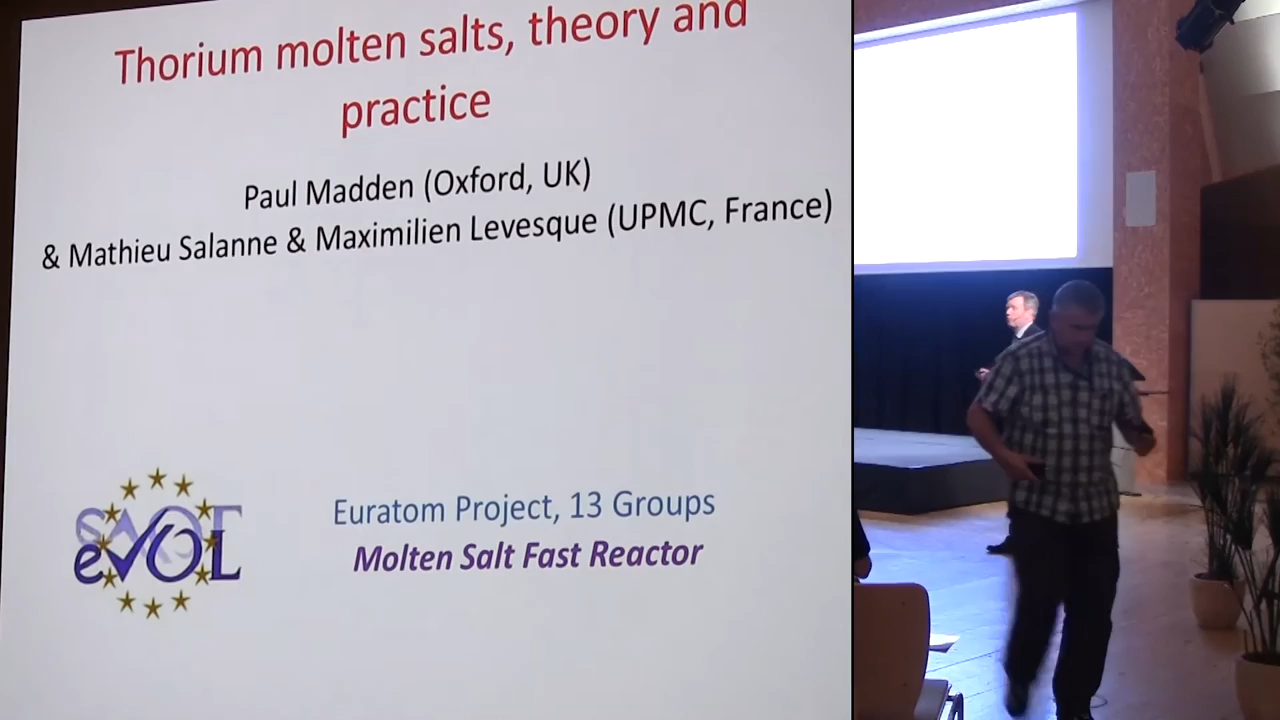 Thorium molten salts, theory and
practice
Paul Madden (Oxford, UK)
& Mathieu Salanne & Maximilien Levesque (UPMC, France)
eVOL
Euratom Project, 13 Groups
Molten Salt Fast Reactor